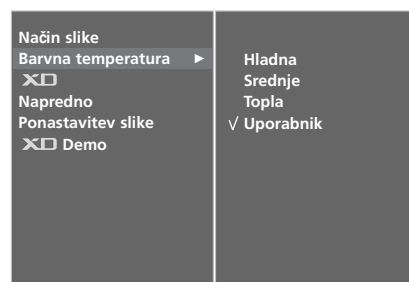 Način slike
Barvna temperatura ►
XD
Napredno
Ponastavitev slike
XD Demo
Hladna
Srednje
Topla
√ Uporabnik